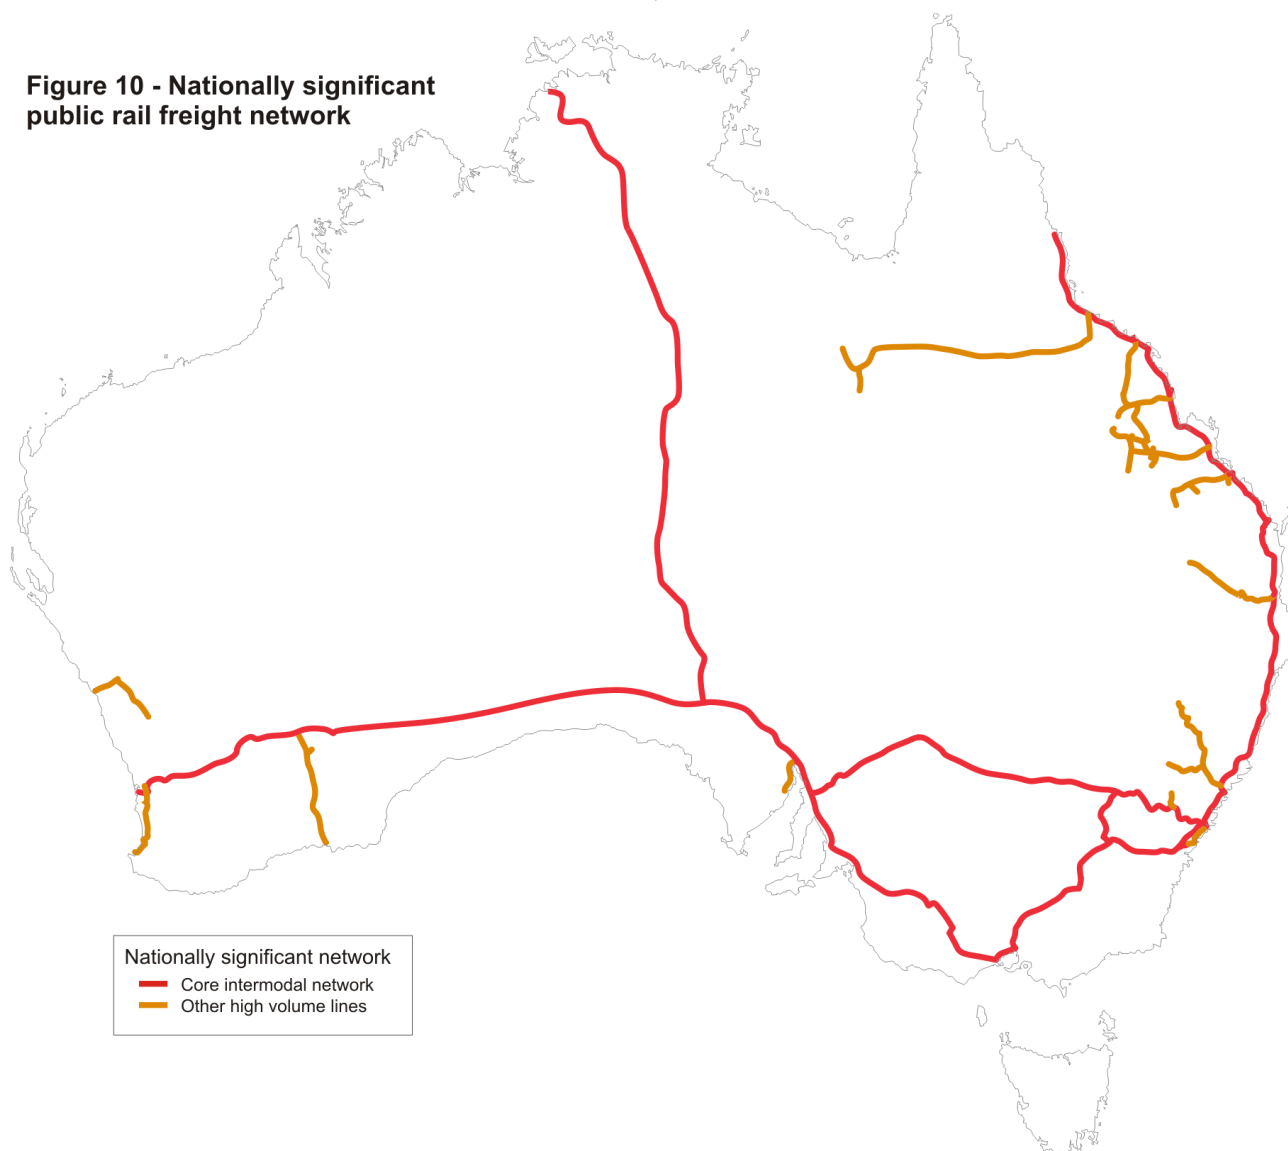 Figure 10 - Nationally significant
public rail freight network
Nationally significant network
Core intermodal network
Other high volume lines